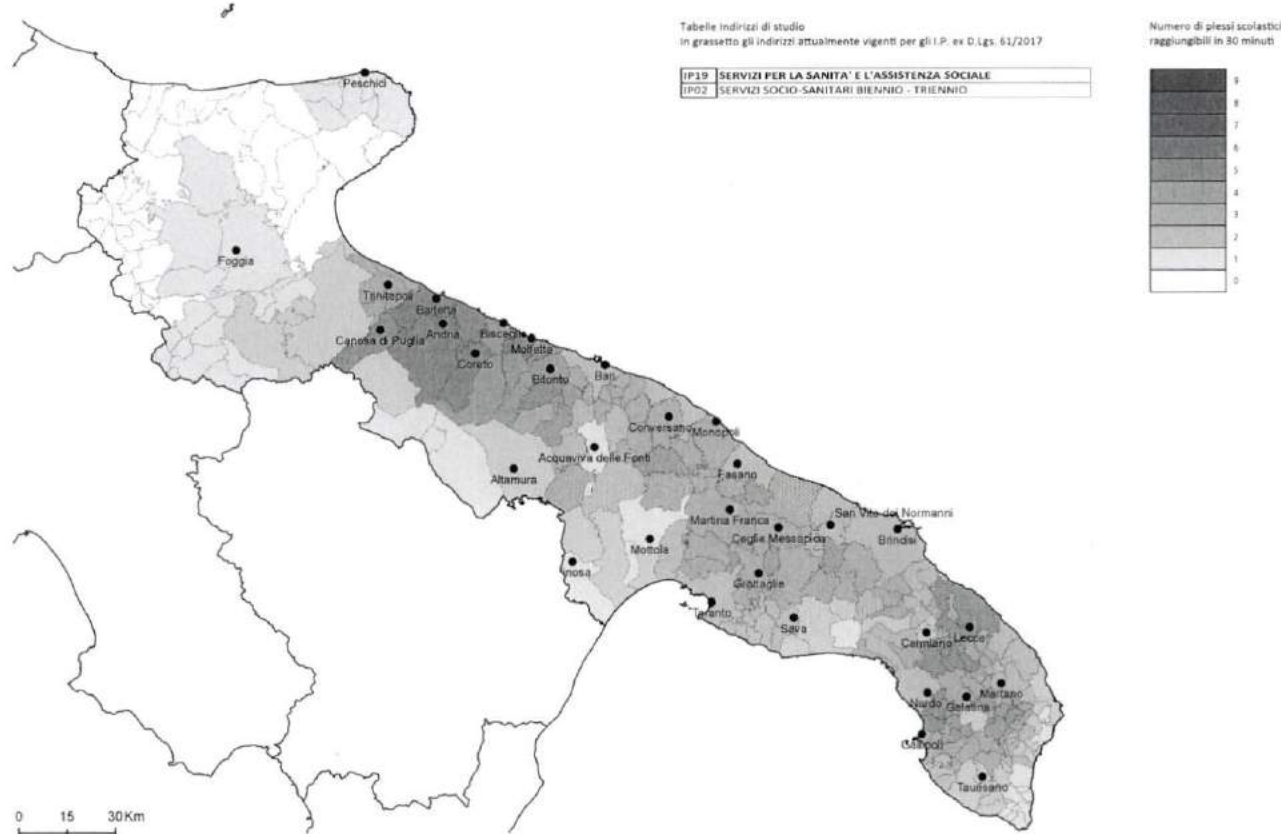 Tabelle Indirizzi di studio
in grassetto gli indirizzi attualmente vigenti per gli I.P. ex D.Lgs. 61/2017
IP19 SERVIZI PER LA SANITA' E L'ASSISTENZA SOCIALE
IP02 SERVIZI SOCIO-SANITARI BIENNIO - TRIENNIO
Numero di plessi scolastici
raggiungibili in 30 minuti
9
8
7
6
5
4
3
2
1
0
Peschici
Foggia
Trinitapoli
Barletta
Canosa di Puglia
Andria
Bisceglie
Molfetta
Corato
Bitonto
Bari
Conversano
Monopoli
Acquaviva delle Fonti
Altamura
Fasano
Martina Franca
San Vito dei Normanni
Ceglie Messapica
Brindisi
Mottola
inosa
Grottaglie
Taranto
Sava
Carmiano
Lecce
Nardo
Galatina
Martano
Gallipoli
Taurisano
0 15 30 Km